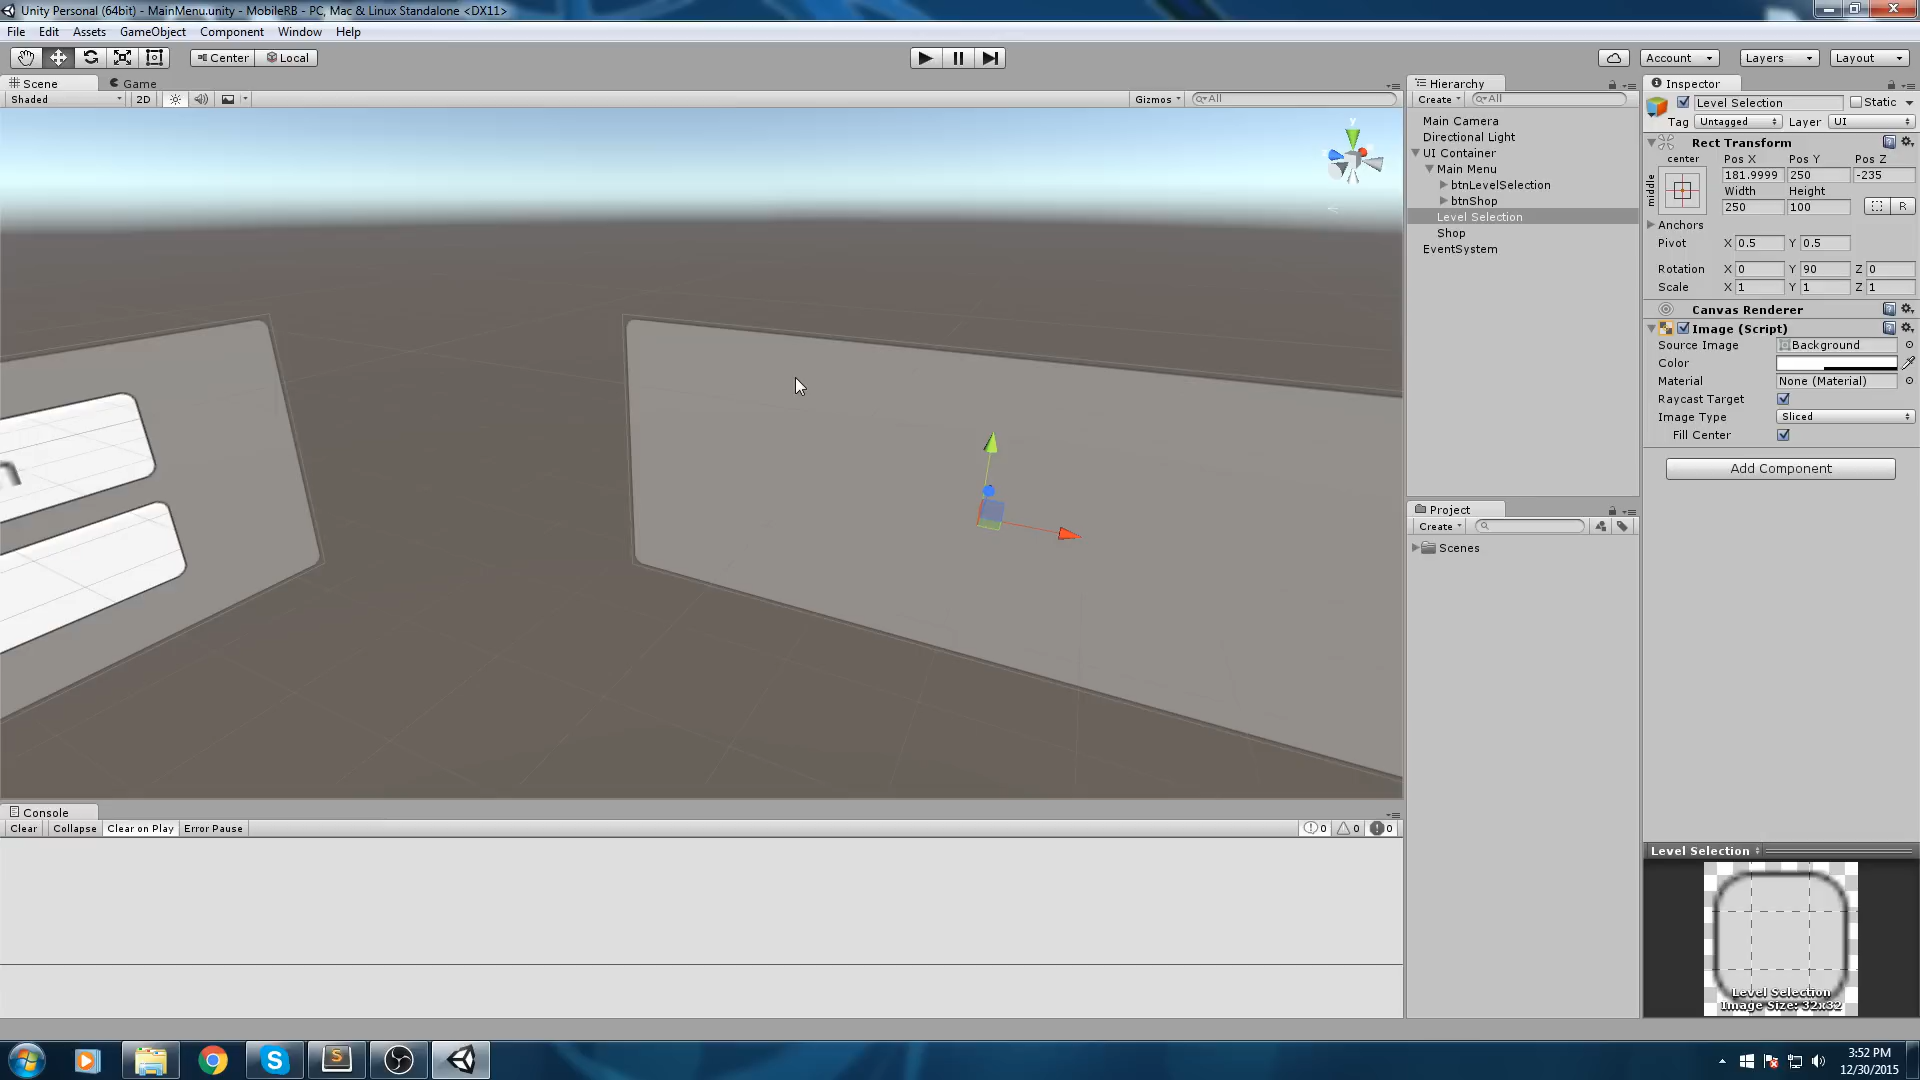 Unity Personal (64bit) - MainMenu.unity - MobileRB - PC, Mac & Linux Standalone <DX11>
File Edit Assets GameObject Component Window Help
Center Local Account Layers Layout
Scene Game
Shaded 2D Gizmos All
Hierarchy
Create All
Main Camera
Directional Light
UI Container
Main Menu
btnLevelSelection
btnShop
Level Selection
Shop
EventSystem
Project
Create
Scenes
Inspector
Level Selection Static
Tag Untagged Layer UI
Rect Transform
center Pos X Pos Y Pos Z
middle 181.9999 250 -235
Width Height
250 100 R
Anchors
Pivot X 0.5 Y 0.5
Rotation X 0 Y 90 Z 0
Scale X 1 Y 1 Z 1
Canvas Renderer
Image (Script)
Source Image Background
Color
Material None (Material)
Raycast Target
Image Type Sliced
Fill Center
Add Component
Level Selection
Level Selection
Image Size: 32x32
y
n
Console
Clear Collapse Clear on Play Error Pause 0 0 0
3:52 PM
12/30/2015